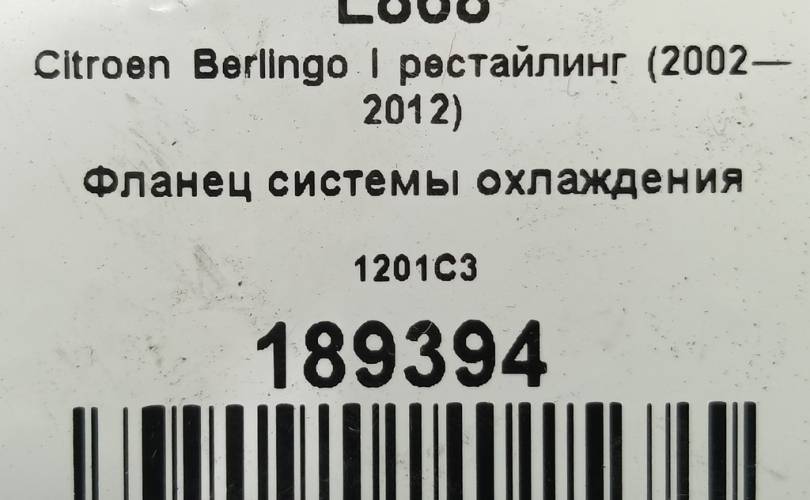 Citroen Berlingo I рестайлинг (2002—
2012)
Фланец системы охлаждения
1201C3
189394